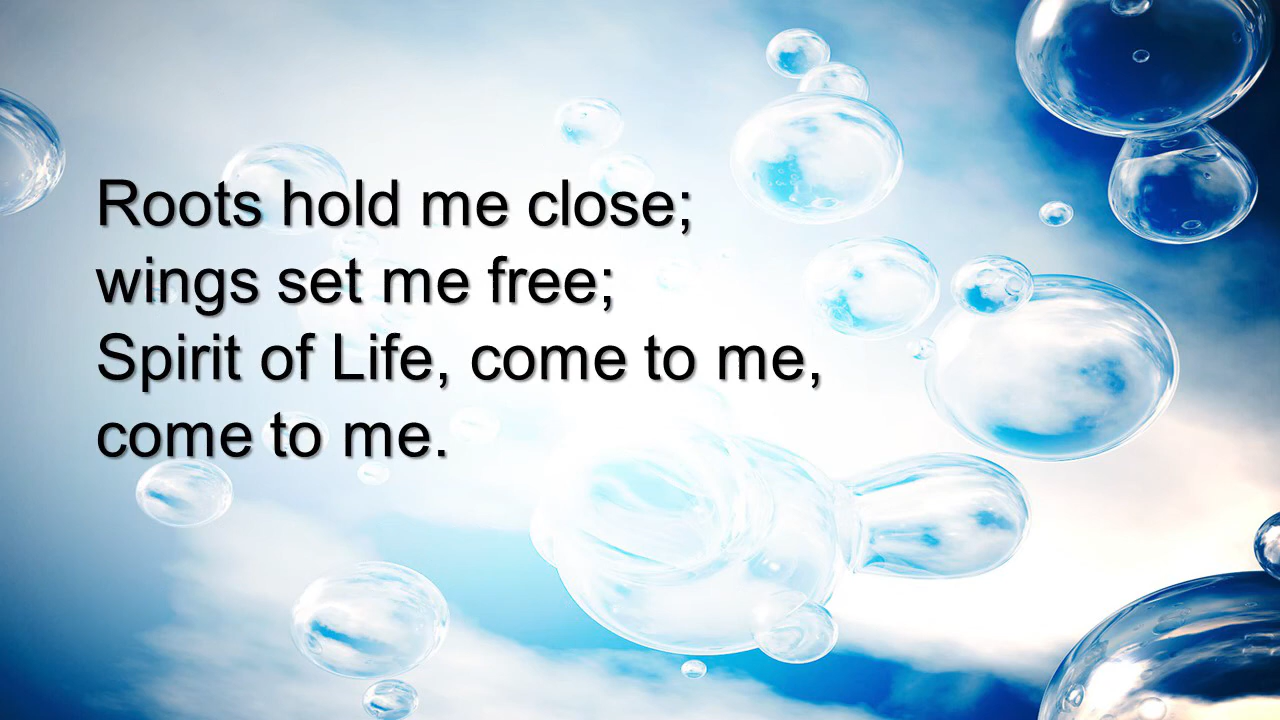 Roots hold me close;
wings set me free;
Spirit of Life, come to me,
come to me.